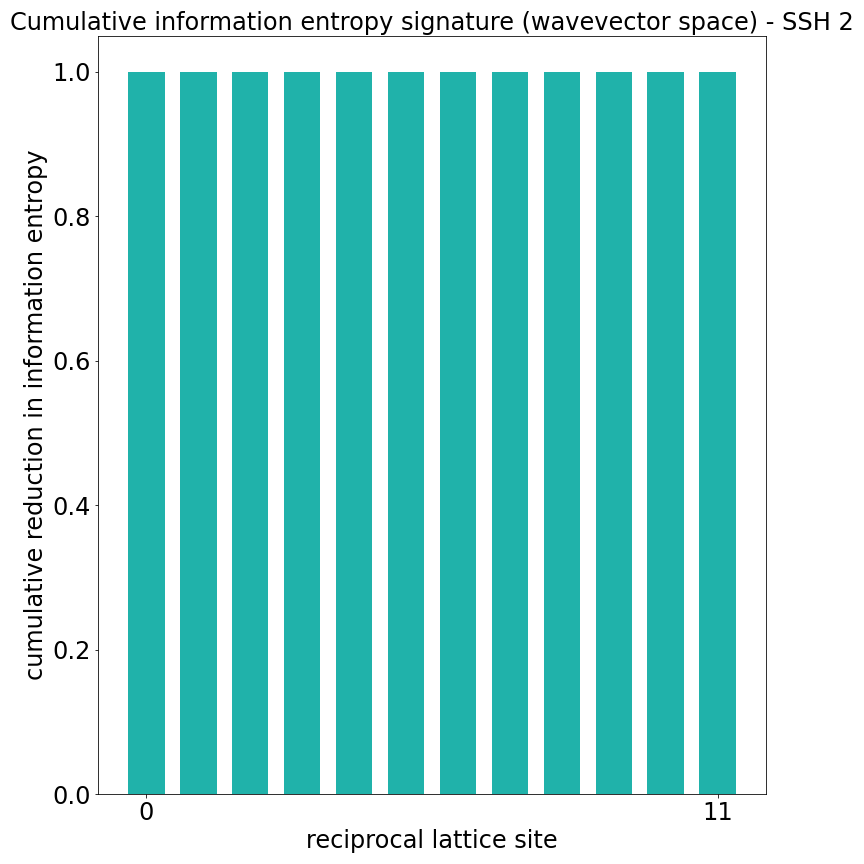 Cumulative information entropy signature (wavevector space) - SSH 2
cumulative reduction in information entropy
1.0
0.8
0.6
0.4
0.2
0.0
0 11
reciprocal lattice site